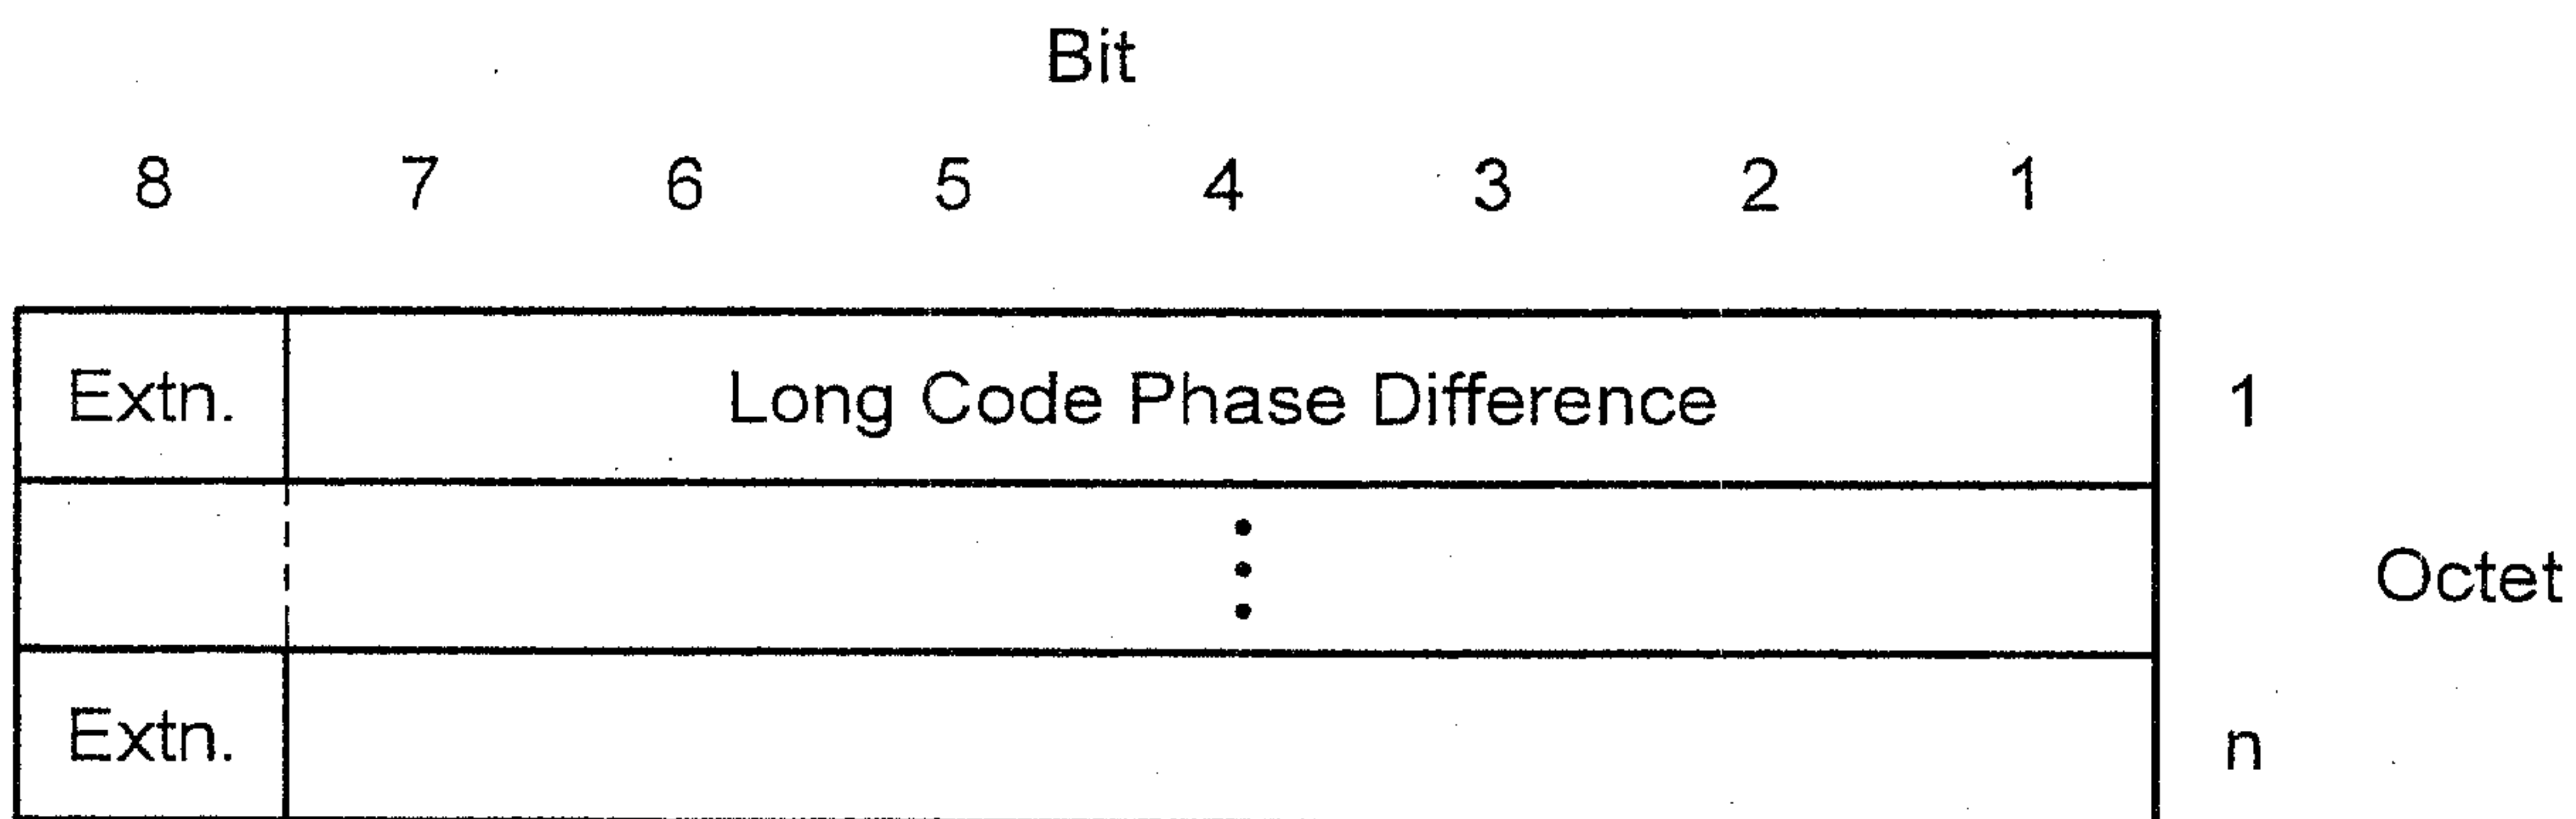 Bit
8 7 6 5 4 3 2 1
Extn. Long Code Phase Difference 1
Octet
Extn. n